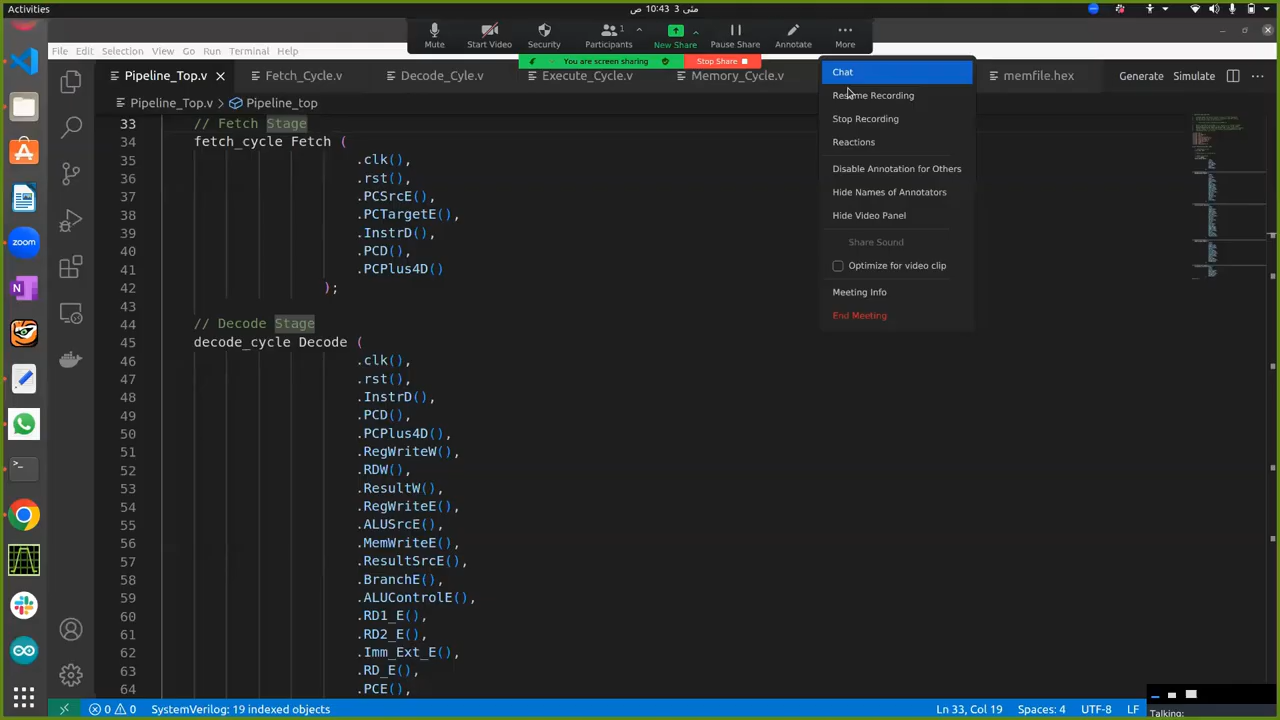 Activities
مئی 3 10:43 ص
File Edit Selection View Go Run Terminal Help
Mute Start Video Security Participants 1 New Share Pause Share Annotate More
You are screen sharing Stop Share
Pipeline_Top.v Fetch_Cycle.v Decode_Cyle.v Execute_Cycle.v Memory_Cycle.v memfile.hex Generate Simulate
Pipeline_Top.v > Pipeline_top
Chat
Resume Recording
Stop Recording
Reactions
Disable Annotation for Others
Hide Names of Annotators
Hide Video Panel
Share Sound
Optimize for video clip
Meeting Info
End Meeting
33 // Fetch Stage
34 fetch_cycle Fetch (
35 .clk(),
36 .rst(),
37 .PCSrcE(),
38 .PCTargetE(),
39 .InstrD(),
40 .PCD(),
41 .PCPlus4D()
42 );
43
44 // Decode Stage
45 decode_cycle Decode (
46 .clk(),
47 .rst(),
48 .InstrD(),
49 .PCD(),
50 .PCPlus4D(),
51 .RegWriteW(),
52 .RDW(),
53 .ResultW(),
54 .RegWriteE(),
55 .ALUSrcE(),
56 .MemWriteE(),
57 .ResultSrcE(),
58 .BranchE(),
59 .ALUControlE(),
60 .RD1_E(),
61 .RD2_E(),
62 .Imm_Ext_E(),
63 .RD_E(),
64 .PCE(),
zoom
0 0 SystemVerilog: 19 indexed objects Ln 33, Col 19 Spaces: 4 UTF-8 LF
Talking: